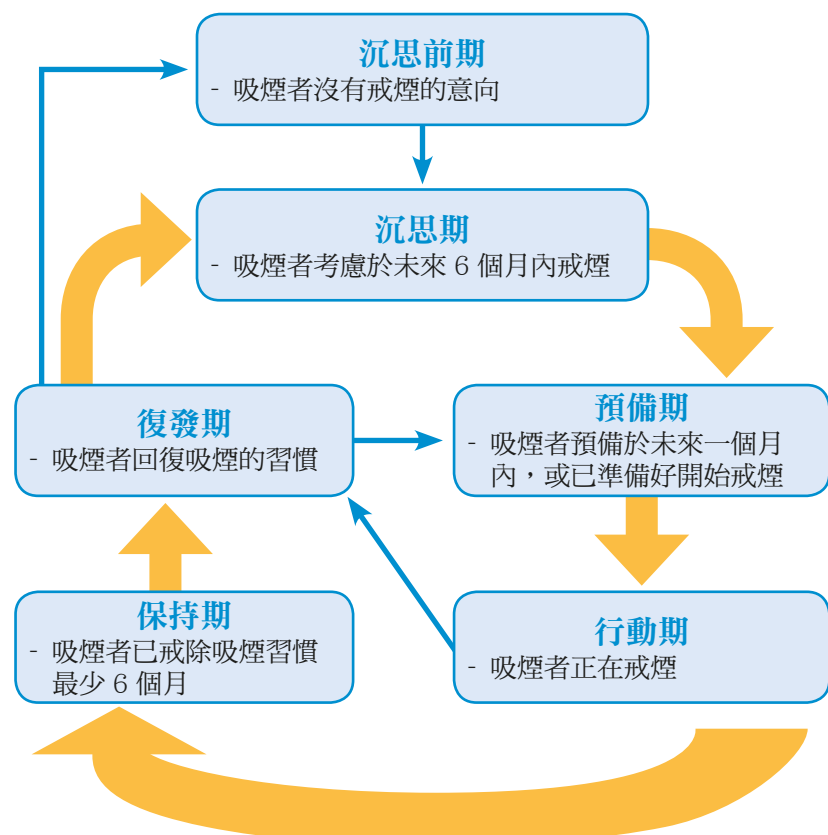 沉思前期
- 吸煙者沒有戒煙的意向
沉思期
- 吸煙者考慮於未來 6 個月內戒煙
復發期
- 吸煙者回復吸煙的習慣
預備期
- 吸煙者預備於未來一個月
內，或已準備好開始戒煙
保持期
- 吸煙者已戒除吸煙習慣
最少 6 個月
行動期
- 吸煙者正在戒煙